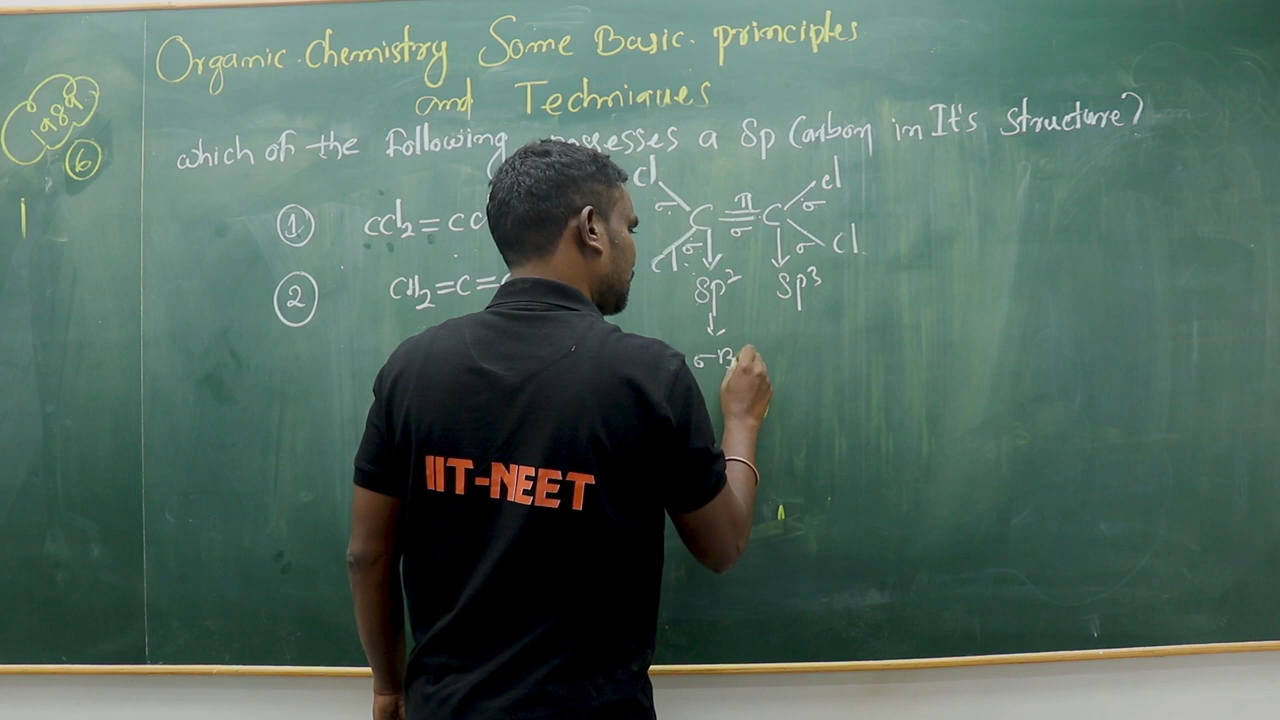 Organic Chemistry Some Basic principles
and Techniques
1989
6
which of the Following a Sp Carbon in It's structure?
1 CCl2=CC
2 CH2=C=
Cl Cl
σ π σ
C = C
Cl σ σ σ Cl
Sp2 Sp3
σ B
IIT-NEET